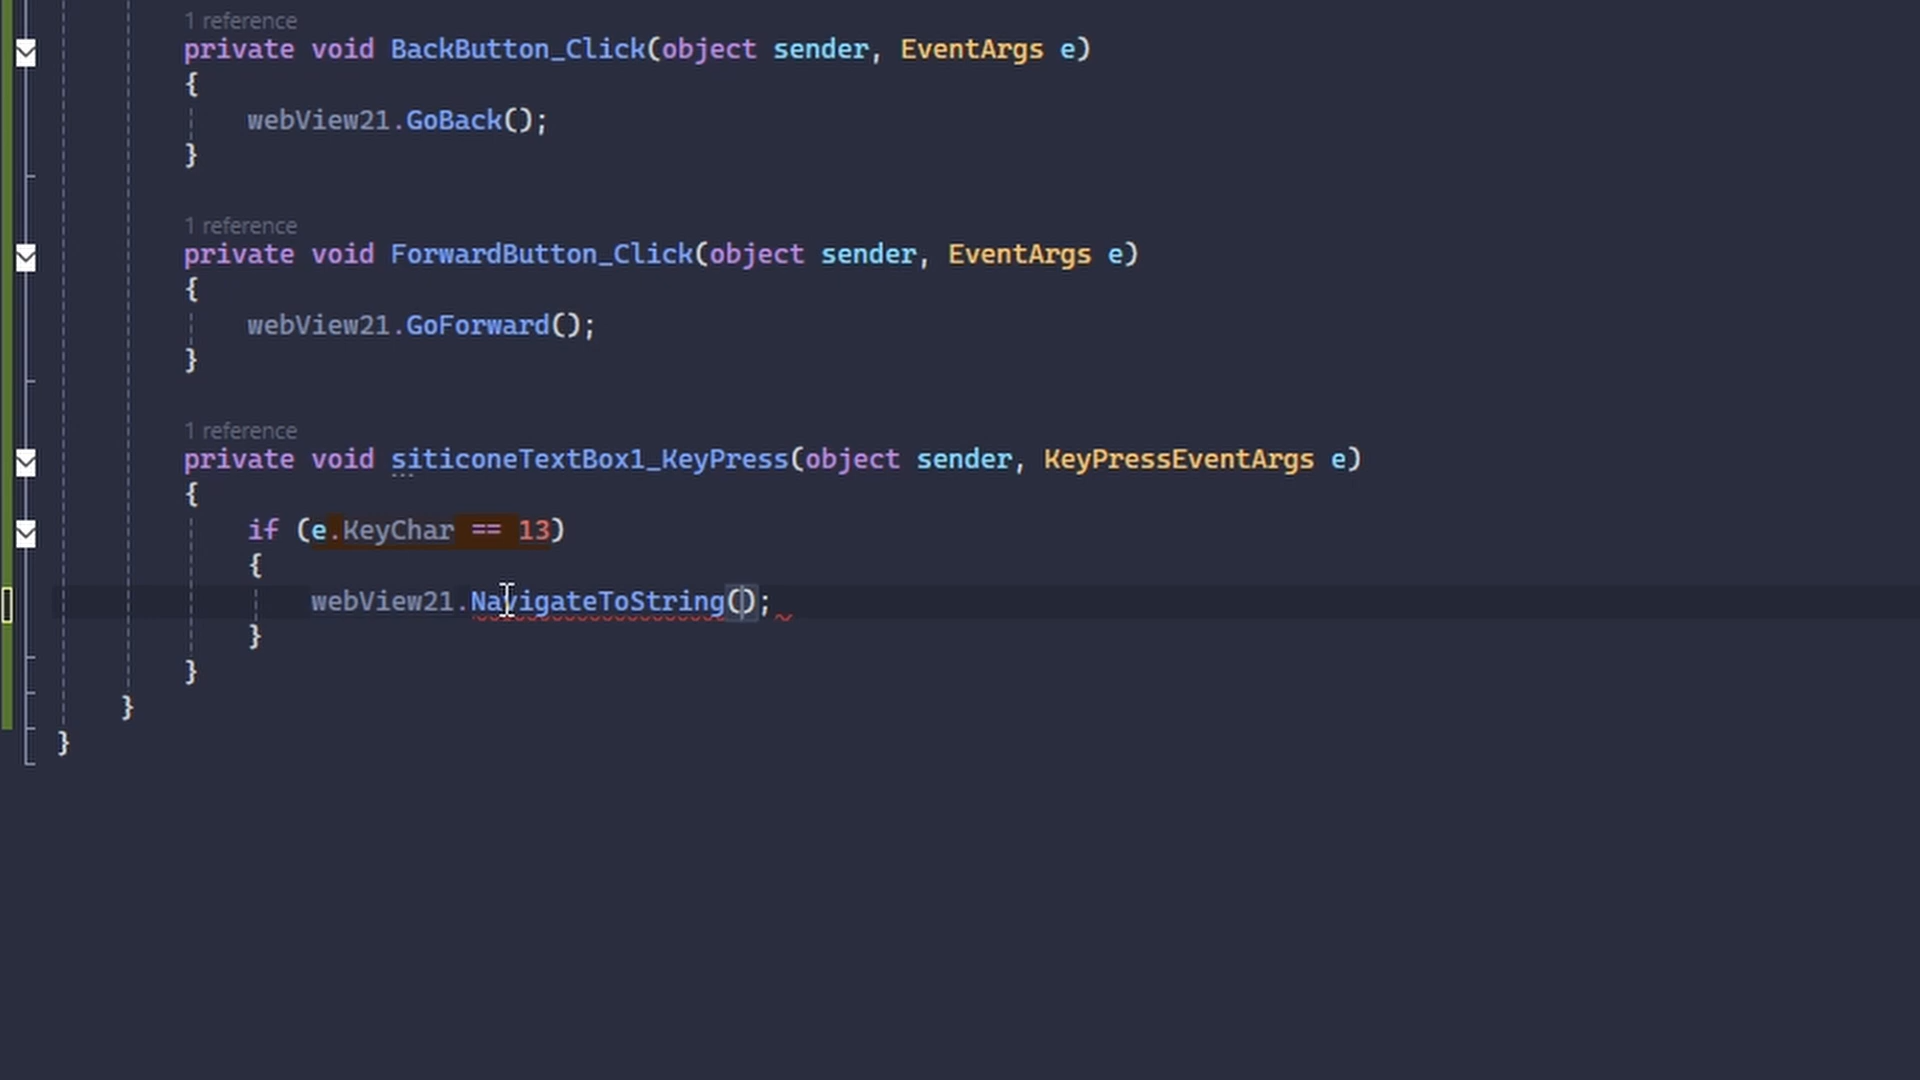 1 reference
private void BackButton_Click(object sender, EventArgs e)
{
webView21.GoBack();
}
1 reference
private void ForwardButton_Click(object sender, EventArgs e)
{
webView21.GoForward();
}
1 reference
private void siticoneTextBox1_KeyPress(object sender, KeyPressEventArgs e)
{
if (e.KeyChar == 13)
{
webView21.NavigateToString();
}
}
}
}